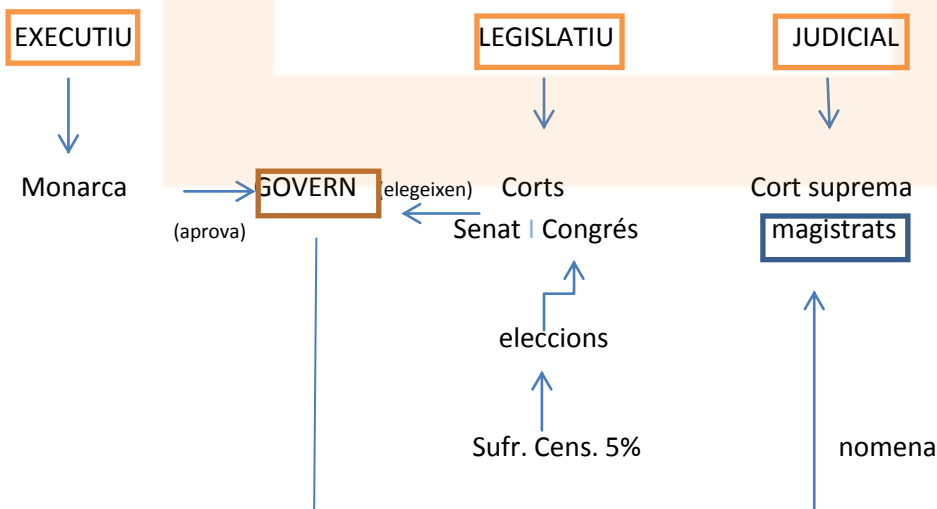 EXECUTIU LEGISLATIU JUDICIAL
Monarca GOVERN (elegeixen) Corts Cort suprema
(aprova) Senat | Congrés magistrats
eleccions
Sufr. Cens. 5% nomena